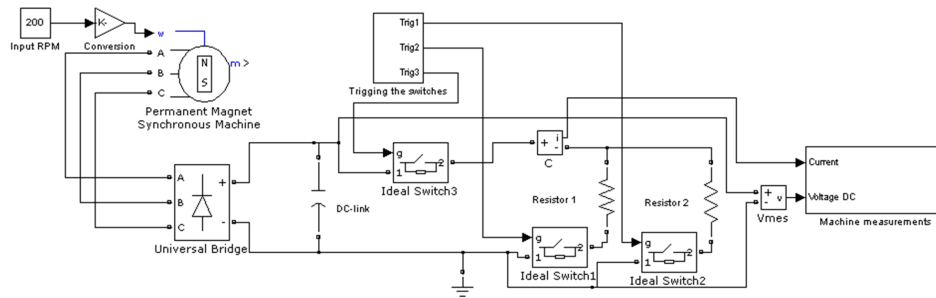 200
Input RPM
K-
Conversion
w
A
B
C
N
S
m
Permanent Magnet
Synchronous Machine
Trig1
Trig2
Trig3
Trigging the switches
A
B
C
+
-
Universal Bridge
DC-link
g
1
2
Ideal Switch3
+
i
-
C
Resistor 1
Resistor 2
g
1
2
Ideal Switch1
g
1
2
Ideal Switch2
+
-
v
Vmes
Current
Voltage DC
Machine measurements